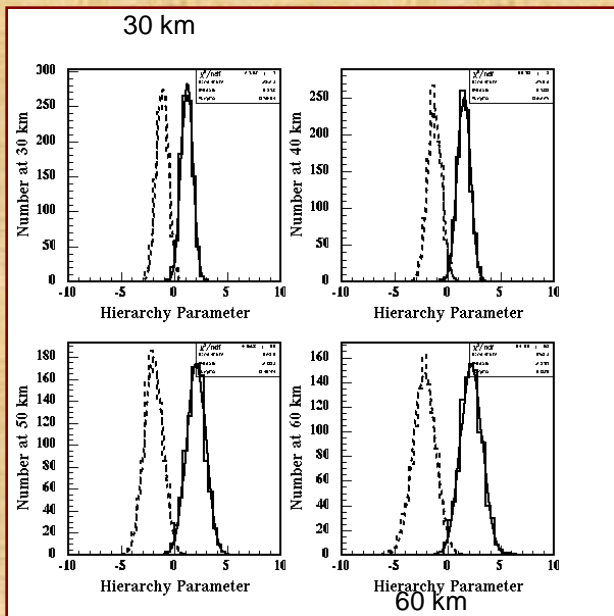 30 km
Number at 30 km
300
250
200
150
100
50
0
-10 -5 0 5 10
Hierarchy Parameter
χ²/ndf
Number at 40 km
250
200
150
100
50
0
-10 -5 0 5 10
Hierarchy Parameter
χ²/ndf
Number at 50 km
180
160
140
120
100
80
60
40
20
0
-10 -5 0 5 10
Hierarchy Parameter
χ²/ndf
Number at 60 km
160
140
120
100
80
60
40
20
0
-10 -5 0 5 10
Hierarchy Parameter
χ²/ndf
60 km